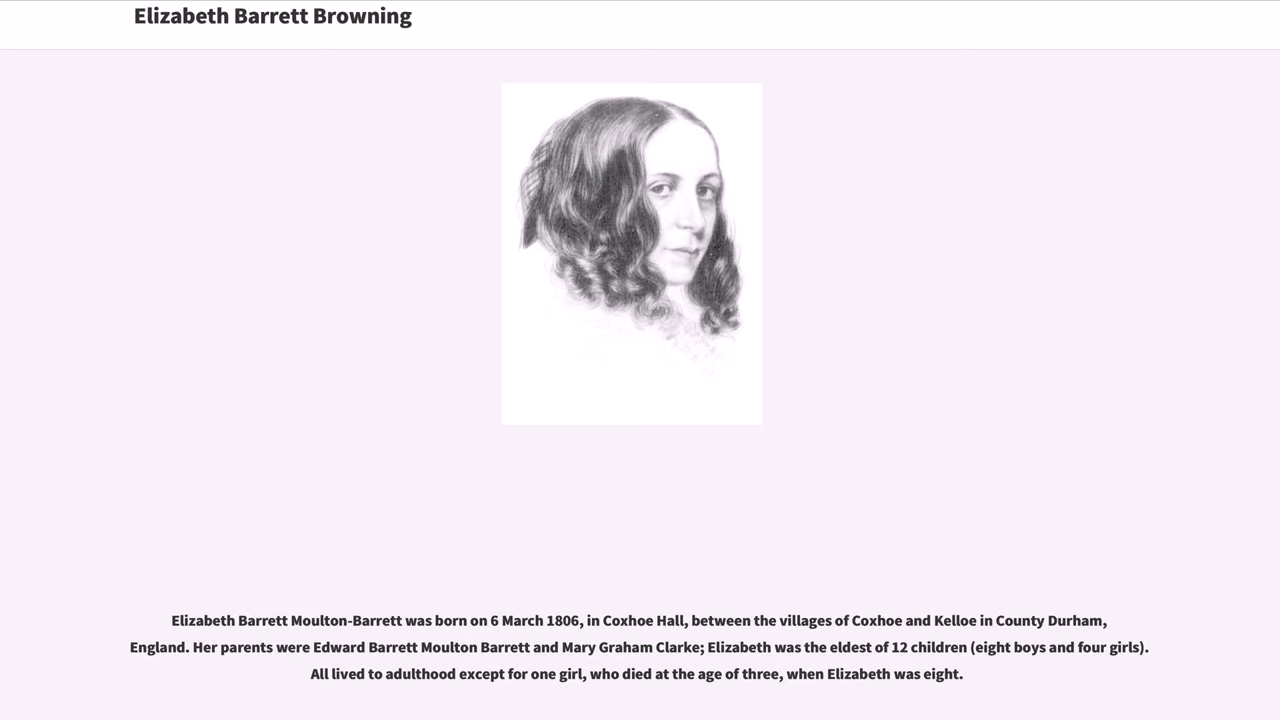 Elizabeth Barrett Browning
Elizabeth Barrett Moulton-Barrett was born on 6 March 1806, in Coxhoe Hall, between the villages of Coxhoe and Kelloe in County Durham,
England. Her parents were Edward Barrett Moulton Barrett and Mary Graham Clarke; Elizabeth was the eldest of 12 children (eight boys and four girls).
All lived to adulthood except for one girl, who died at the age of three, when Elizabeth was eight.